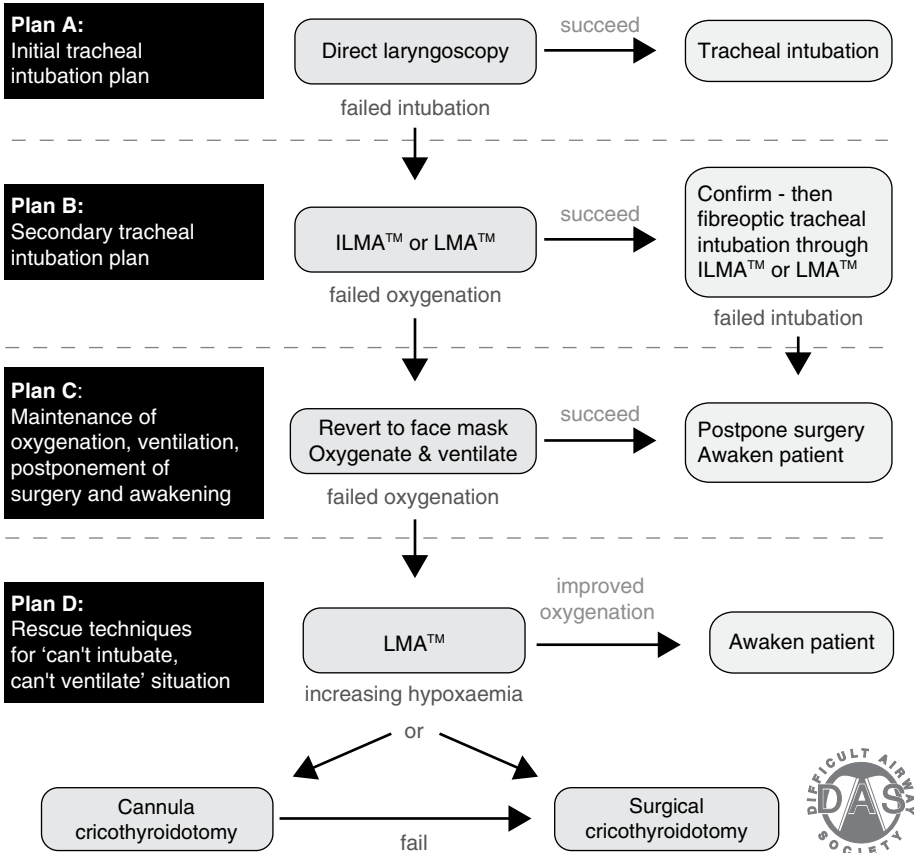 Plan A:
Initial tracheal
intubation plan
Direct laryngoscopy
succeed
Tracheal intubation
failed intubation
Plan B:
Secondary tracheal
intubation plan
ILMA™ or LMA™
succeed
Confirm - then
fibreoptic tracheal
intubation through
ILMA™ or LMA™
failed oxygenation
failed intubation
Plan C:
Maintenance of
oxygenation, ventilation,
postponement of
surgery and awakening
Revert to face mask
Oxygenate & ventilate
succeed
Postpone surgery
Awaken patient
failed oxygenation
Plan D:
Rescue techniques
for ‘can't intubate,
can't ventilate’ situation
LMA™
improved
oxygenation
Awaken patient
increasing hypoxaemia
or
Cannula
cricothyroidotomy
fail
Surgical
cricothyroidotomy
DIFFICULT AIRWAY
DAS
SOCIETY